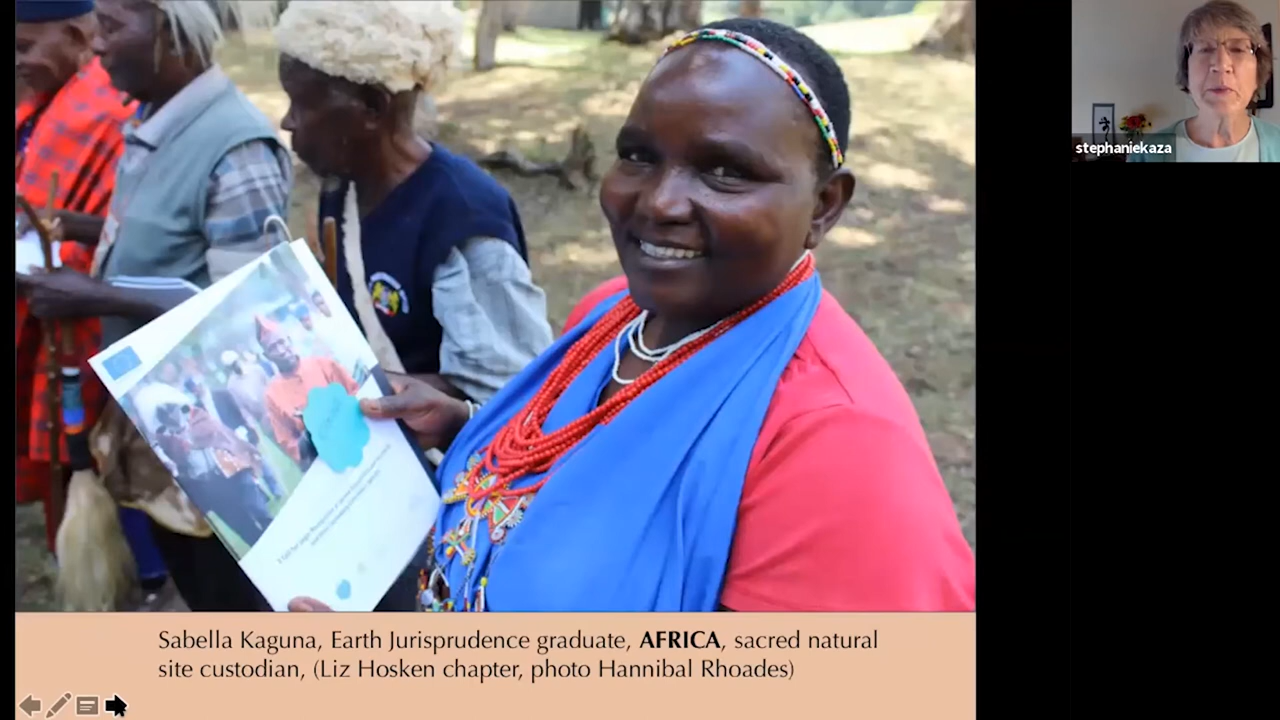 stephaniekaza
Sabella Kaguna, Earth Jurisprudence graduate, AFRICA, sacred natural
site custodian, (Liz Hosken chapter, photo Hannibal Rhoades)